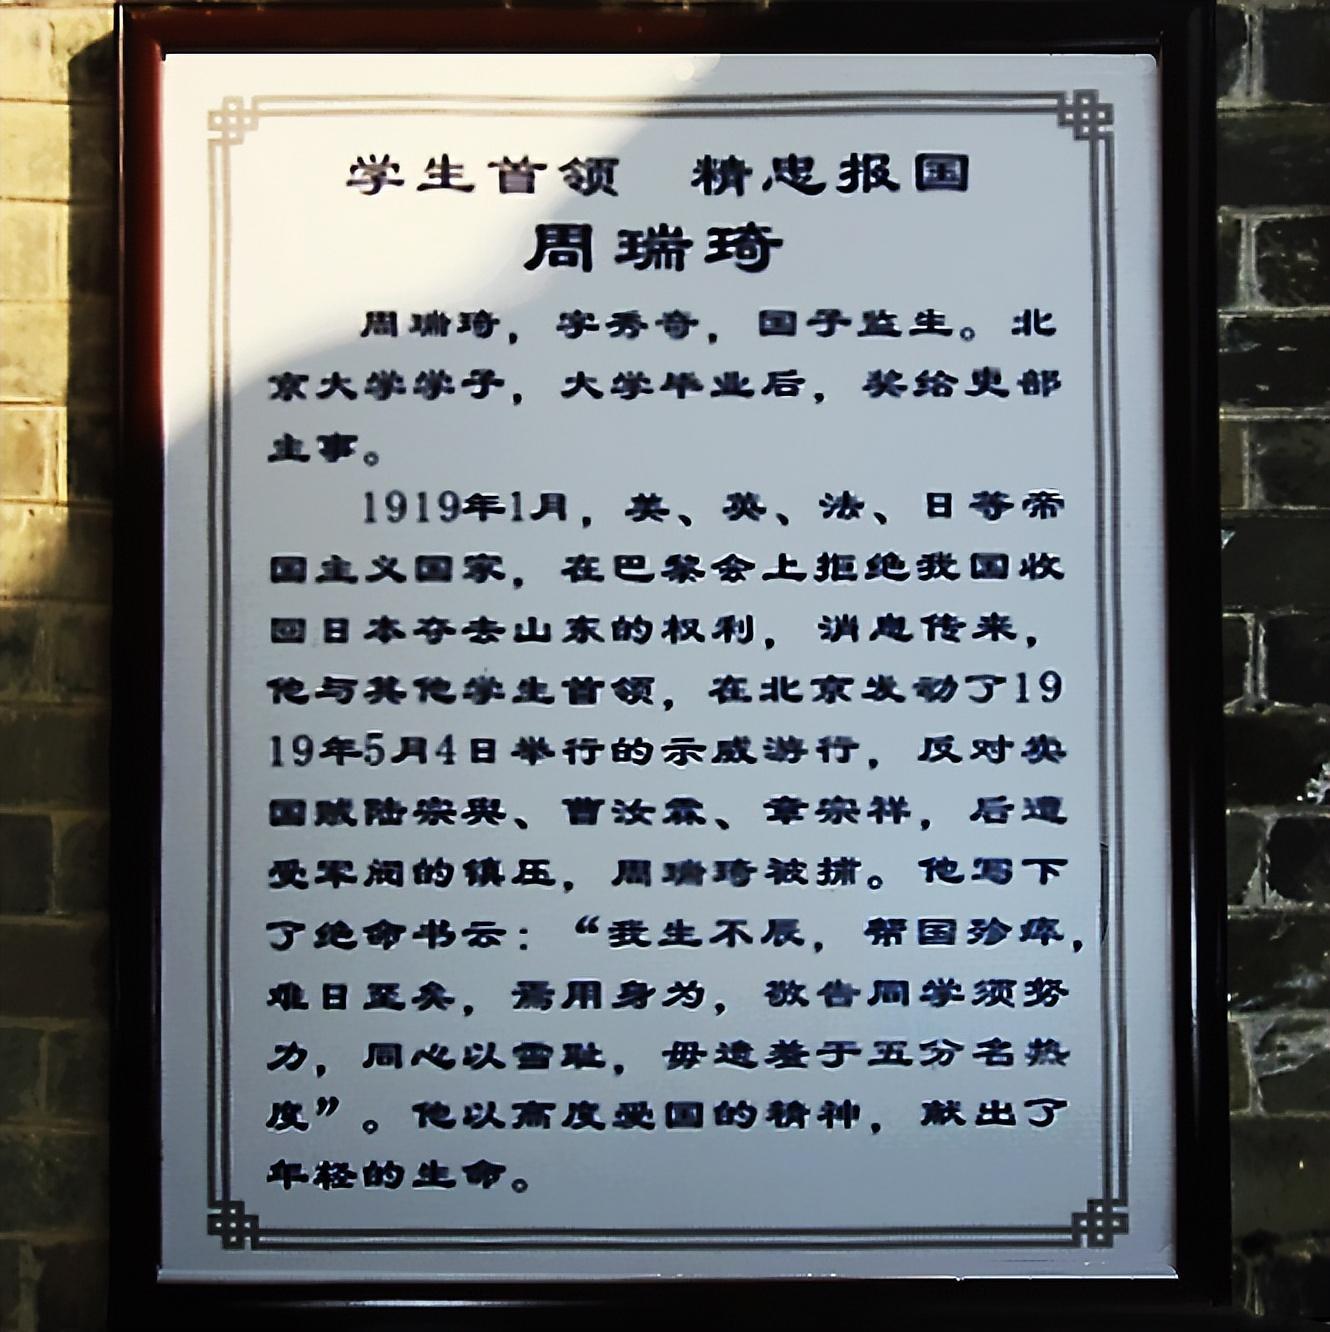 学生首领 精忠报国
周瑞琦
周瑞琦，字秀奇，国子监生。北
京大学学子，大学毕业后，奖给吏部
主事。
1919年1月，美、英、法、日等帝
国主义国家，在巴黎会上拒绝我国收
回日本夺去山东的权利，消息传来，
他与其他学生首领，在北京发动了19
19年5月4日举行的示威游行，反对卖
国贼陆宗舆、曹汝霖、章宗祥，后遭
受军阀的镇压，周瑞琦被捕。他写下
了绝命书云：“我生不辰，帮国殄瘁，
难日至矣，焉用身为，敬告同学须努
力，同心以雪耻，毋遗羞于五分名热
度”。他以高度爱国的精神，献出了
年轻的生命。